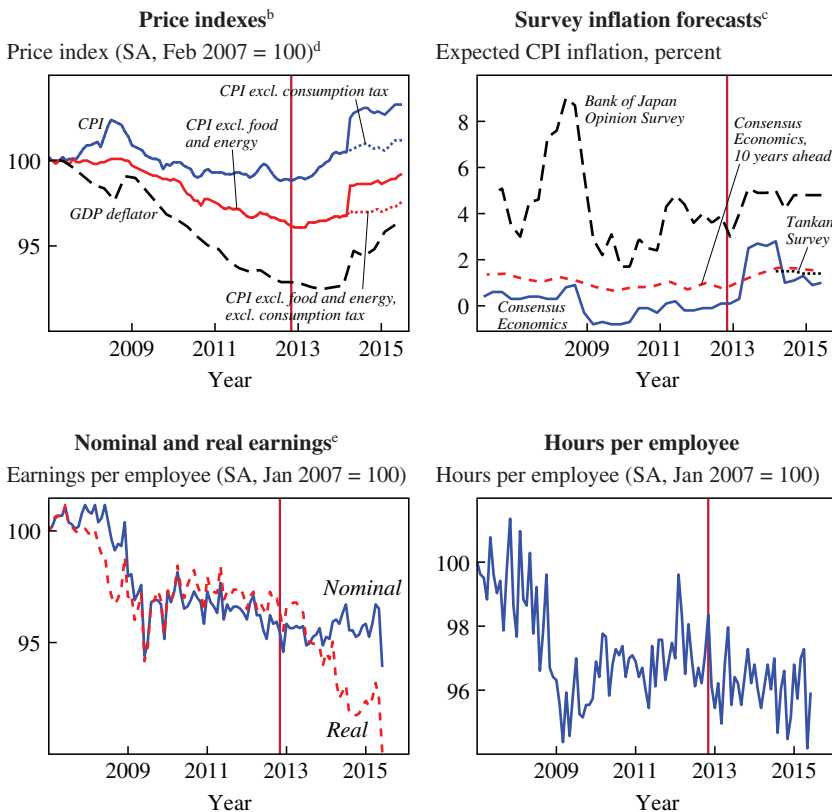 Price indexesᵇ
Price index (SA, Feb 2007 = 100)ᵈ
CPI excl. consumption tax
CPI
CPI excl. food
and energy
100
GDP deflator
95
CPI excl. food and energy,
excl. consumption tax
2009 2011 2013 2015
Year
Survey inflation forecastsᶜ
Expected CPI inflation, percent
8
Bank of Japan
Opinion Survey
Consensus
Economics,
10 years ahead
6
4
Tankan
Survey
2
0
Consensus
Economics
2009 2011 2013 2015
Year
Nominal and real earningsᵉ
Earnings per employee (SA, Jan 2007 = 100)
100
Nominal
95
Real
2009 2011 2013 2015
Year
Hours per employee
Hours per employee (SA, Jan 2007 = 100)
100
98
96
94
2009 2011 2013 2015
Year